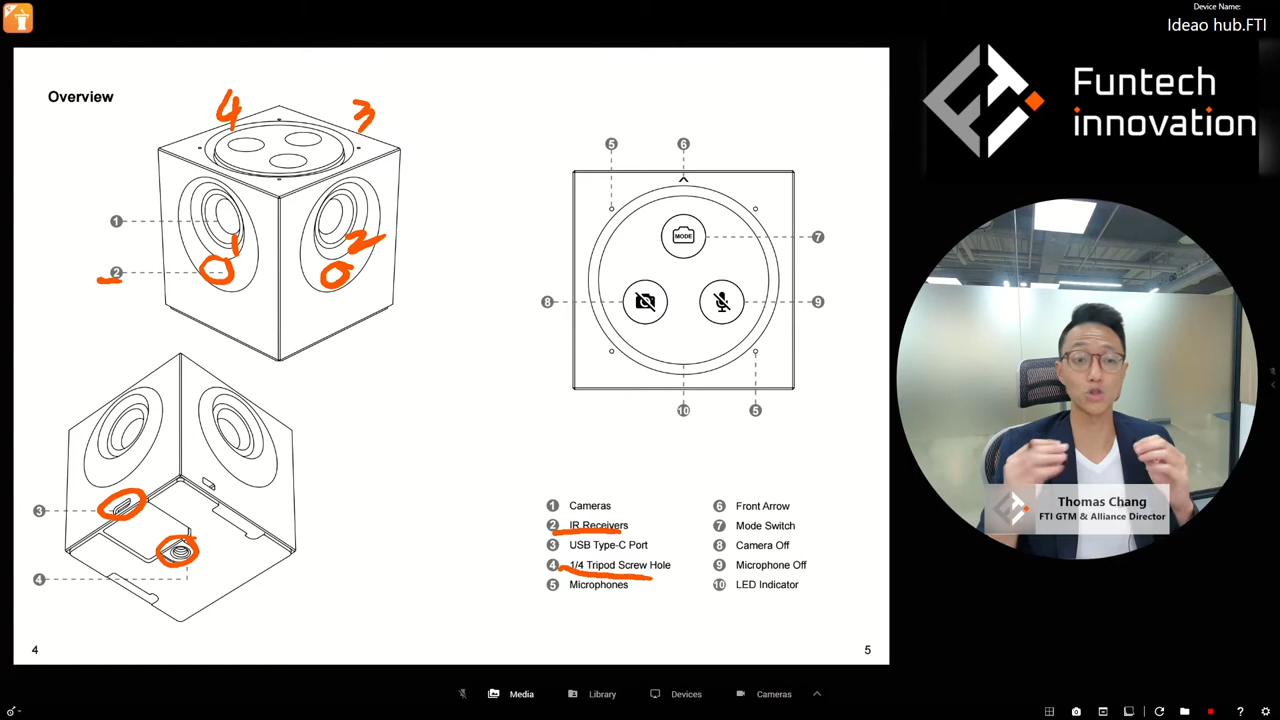 Device Name:
Ideao hub.FTI
Funtech
innovation
Overview
4
3
1
1
2
2
3
4
5
6
MODE
7
8
9
10
5
1 Cameras
2 IR Receivers
3 USB Type-C Port
4 1/4 Tripod Screw Hole
5 Microphones
6 Front Arrow
7 Mode Switch
8 Camera Off
9 Microphone Off
10 LED Indicator
4
5
Thomas Chang
FTI GTM & Alliance Director
Media
Library
Devices
Cameras